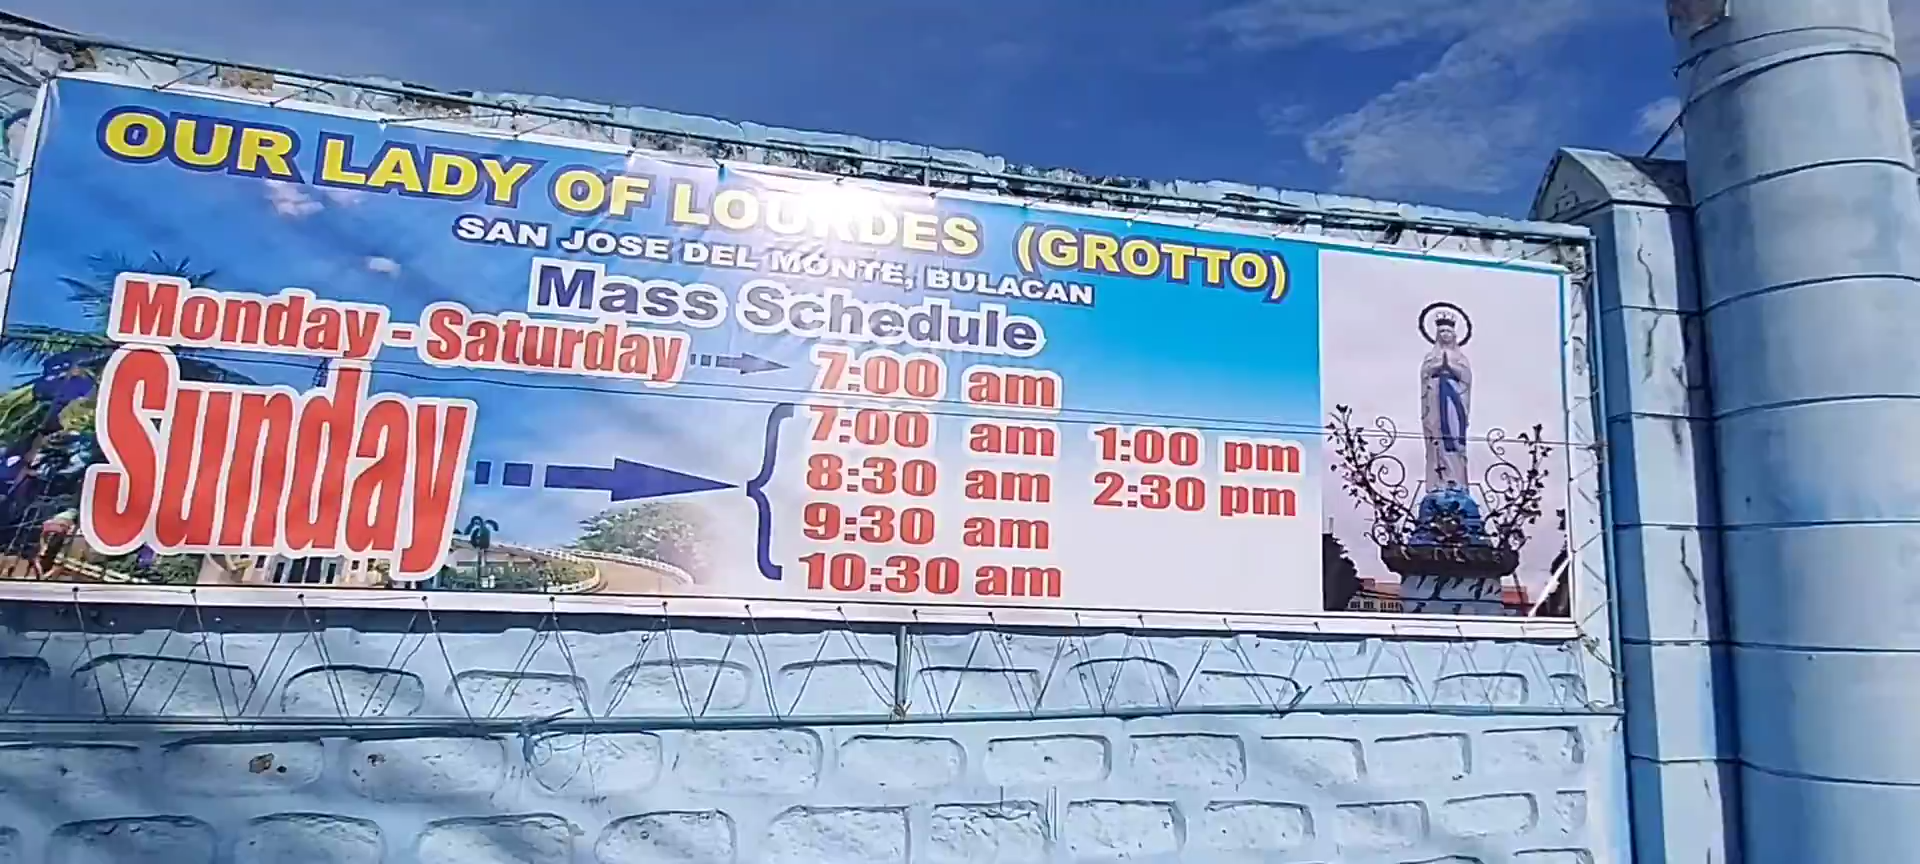 OUR LADY OF LOURDES (GROTTO)
SAN JOSE DEL MONTE, BULACAN
Mass Schedule
Monday - Saturday 7:00 am
Sunday
7:00 am 1:00 pm
8:30 am 2:30 pm
9:30 am
10:30 am